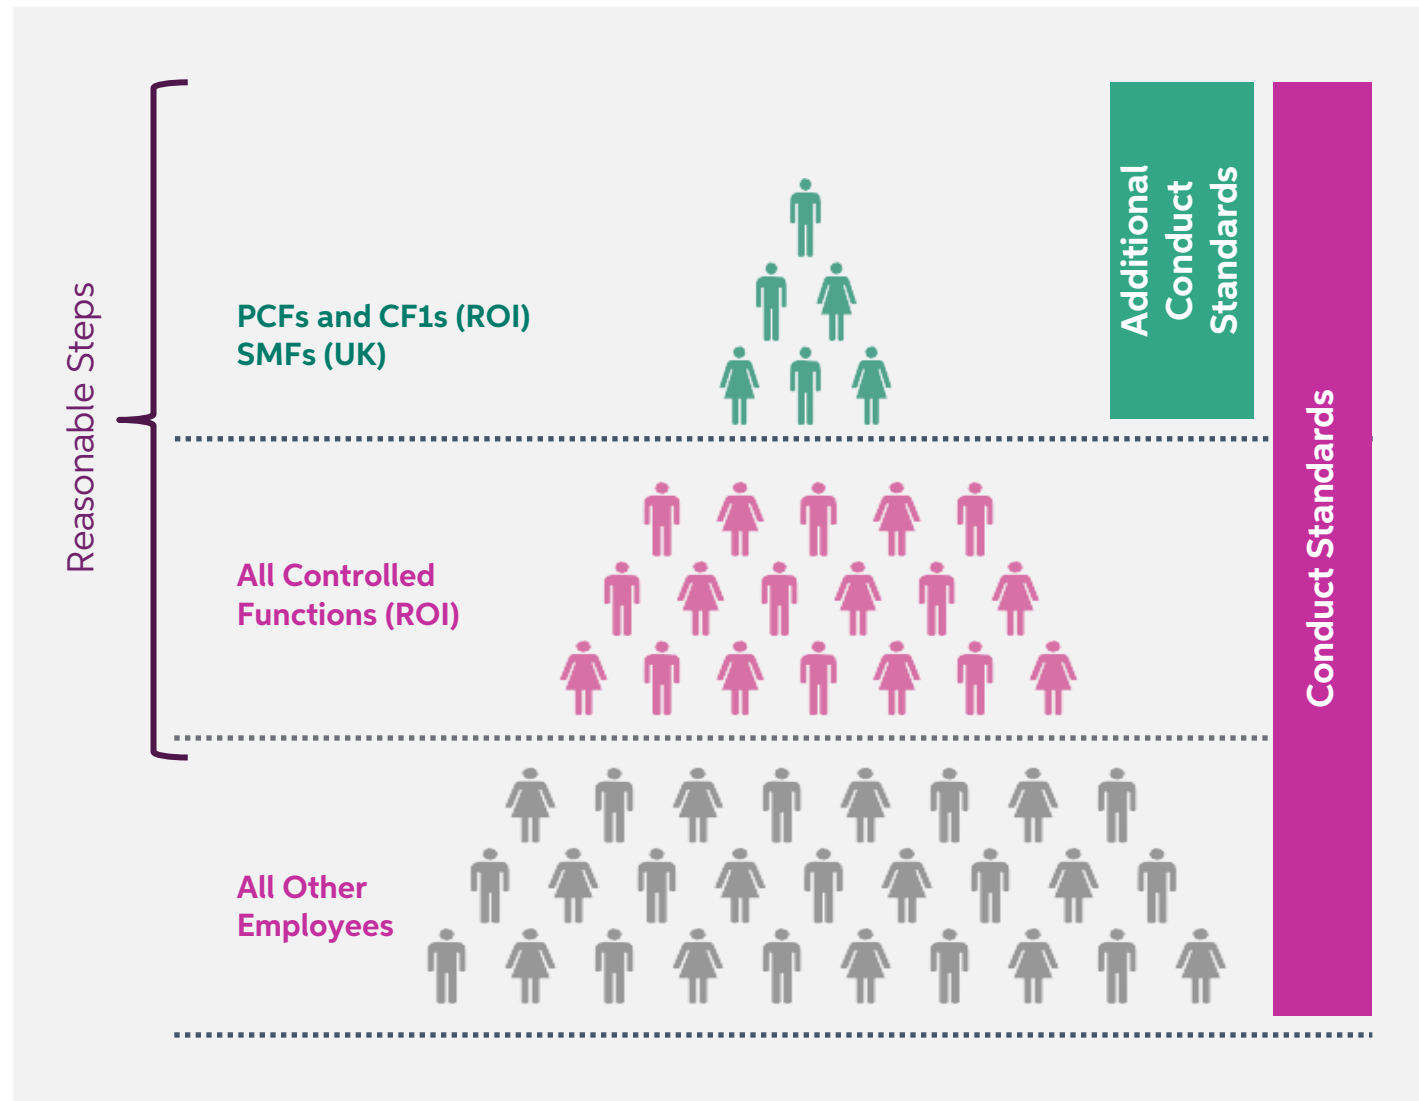 Reasonable Steps
PCFs and CF1s (ROI)
SMFs (UK)
Additional
Conduct
Standards
Conduct Standards
All Controlled
Functions (ROI)
All Other
Employees